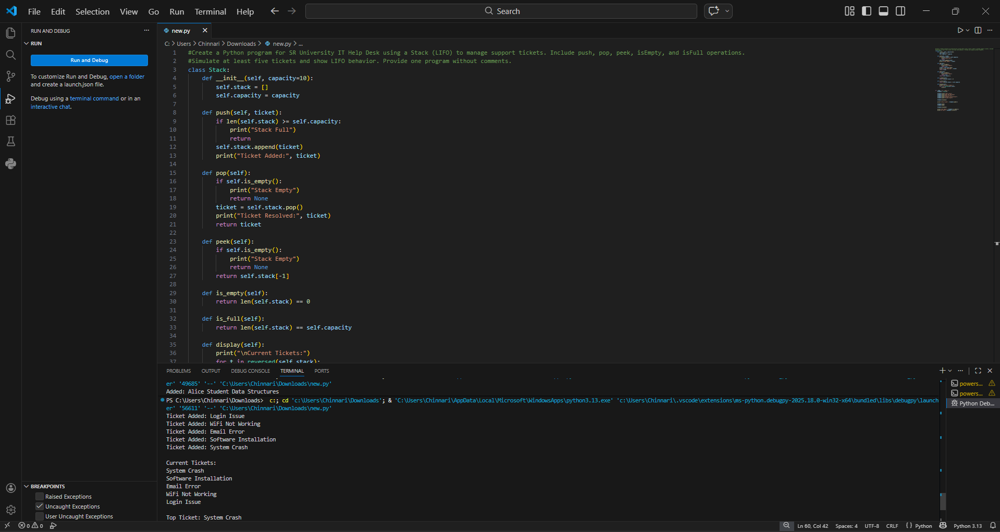 File Edit Selection View Go Run Terminal Help
Search
RUN AND DEBUG
RUN
Run and Debug
To customize Run and Debug, open a folder
and create a launch.json file.
Debug using a terminal command or in an
interactive chat.
BREAKPOINTS
Raised Exceptions
Uncaught Exceptions
User Uncaught Exceptions
new.py
C: > Users > Chinnari > Downloads > new.py > ...
1 #Create a Python program for SR University IT Help Desk using a Stack (LIFO) to manage support tickets. Include push, pop, peek, isEmpty, and isFull operations.
2 #Simulate at least five tickets and show LIFO behavior. Provide one program without comments.
3 class Stack:
4     def __init__(self, capacity=10):
5         self.stack = []
6         self.capacity = capacity
7
8     def push(self, ticket):
9         if len(self.stack) >= self.capacity:
10             print("Stack Full")
11             return
12         self.stack.append(ticket)
13         print("Ticket Added:", ticket)
14
15     def pop(self):
16         if self.is_empty():
17             print("Stack Empty")
18             return None
19         ticket = self.stack.pop()
20         print("Ticket Resolved:", ticket)
21         return ticket
22
23     def peek(self):
24         if self.is_empty():
25             print("Stack Empty")
26             return None
27         return self.stack[-1]
28
29     def is_empty(self):
30         return len(self.stack) == 0
31
32     def is_full(self):
33         return len(self.stack) == self.capacity
34
35     def display(self):
36         print("\nCurrent Tickets:")
37         for t in reversed(self.stack):
PROBLEMS OUTPUT DEBUG CONSOLE TERMINAL PORTS
er' '49685' '--' 'C:\Users\Chinnari\Downloads\new.py'
Added: Alice Student Data Structures
PS C:\Users\Chinnari\Downloads>  c:; cd 'c:\Users\Chinnari\Downloads'; & 'C:\Users\Chinnari\AppData\Local\Microsoft\WindowsApps\python3.13.exe' 'c:\Users\Chinnari\.vscode\extensions\ms-python.debugpy-2025.18.0-win32-x64\bundled\libs\debugpy\launch
er' '56611' '--' 'C:\Users\Chinnari\Downloads\new.py'
Ticket Added: Login Issue
Ticket Added: WiFi Not Working
Ticket Added: Email Error
Ticket Added: Software Installation
Ticket Added: System Crash
Current Tickets:
System Crash
Software Installation
Email Error
WiFi Not Working
Login Issue
Top Ticket: System Crash
powers...
powers...
Python Deb...
0 0
Ln 60, Col 42 Spaces: 4 UTF-8 CRLF {} Python Python 3.13